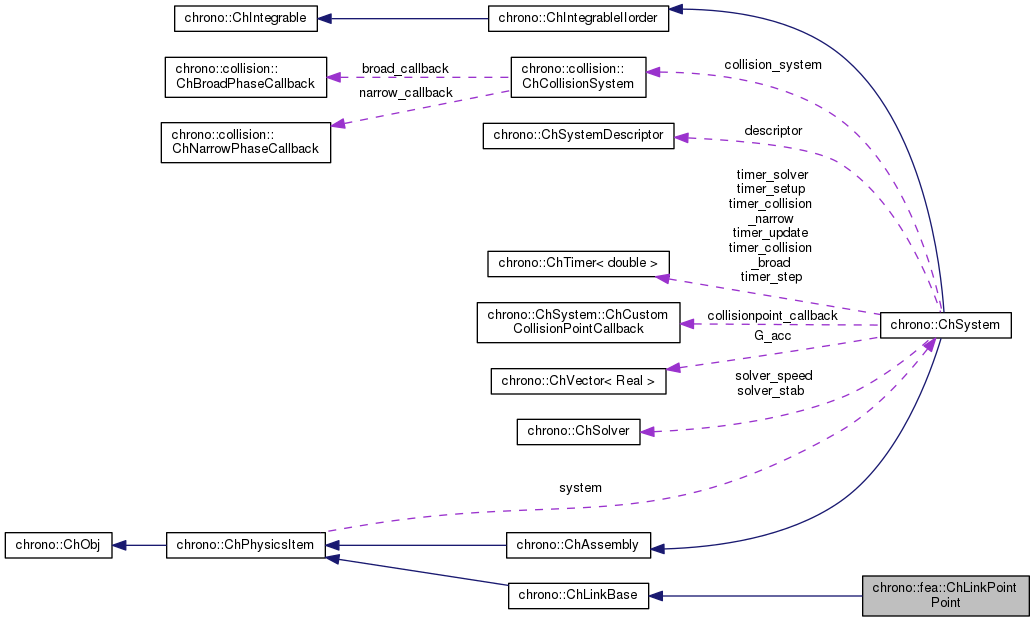 chrono::ChIntegrable
chrono::ChIntegrableIIorder
chrono::collision::
ChBroadPhaseCallback
broad_callback
chrono::collision::
ChCollisionSystem
collision_system
narrow_callback
chrono::collision::
ChNarrowPhaseCallback
chrono::ChSystemDescriptor
descriptor
timer_solver
timer_setup
timer_collision
_narrow
timer_update
timer_collision
_broad
timer_step
chrono::ChTimer< double >
chrono::ChSystem::ChCustom
CollisionPointCallback
collisionpoint_callback
chrono::ChSystem
G_acc
chrono::ChVector< Real >
solver_speed
solver_stab
chrono::ChSolver
system
chrono::ChObj
chrono::ChPhysicsItem
chrono::ChAssembly
chrono::ChLinkBase
chrono::fea::ChLinkPoint
Point